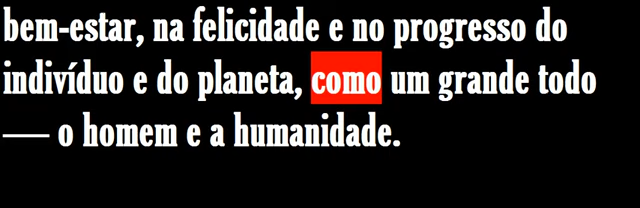 bem-estar, na felicidade e no progresso do
indivíduo e do planeta, como um grande todo
— o homem e a humanidade.